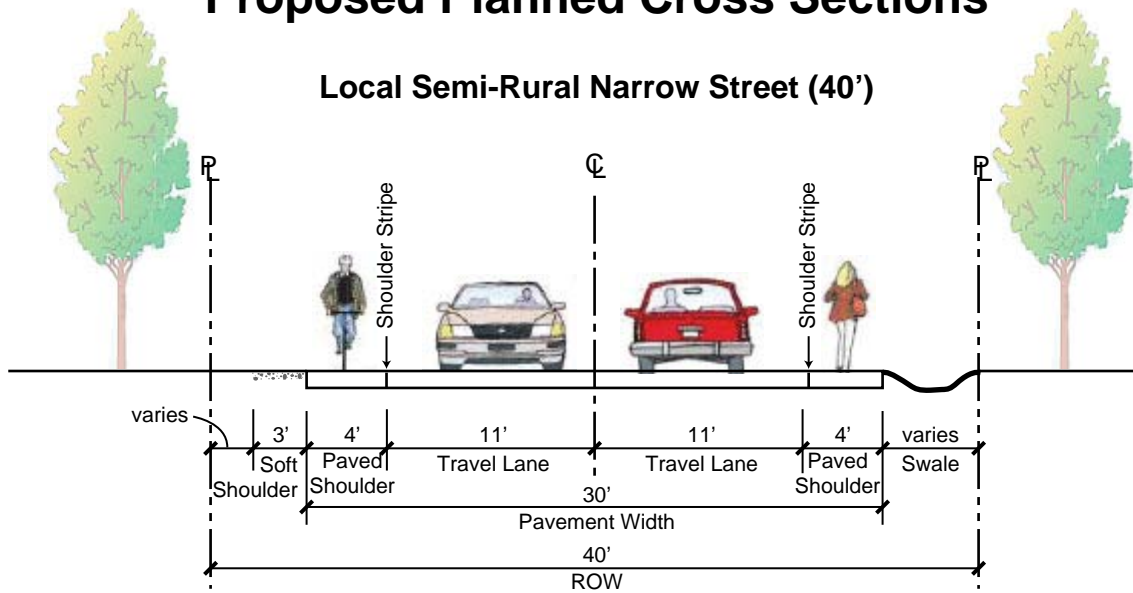 Proposed Planned Cross Sections
Local Semi-Rural Narrow Street (40’)
PL
CL
PL
Shoulder Stripe
Shoulder Stripe
varies
3’
4’
11’
11’
4’
varies
Soft
Shoulder
Paved
Shoulder
Travel Lane
Travel Lane
Paved
Shoulder
Swale
30’
Pavement Width
40’
ROW